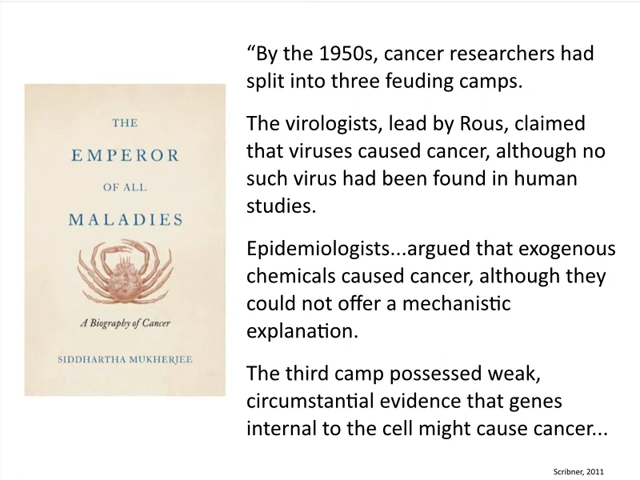 THE
EMPEROR
OF ALL
MALADIES
A Biography of Cancer
SIDDHARTHA MUKHERJEE
“By the 1950s, cancer researchers had
split into three feuding camps.
The virologists, lead by Rous, claimed
that viruses caused cancer, although no
such virus had been found in human
studies.
Epidemiologists...argued that exogenous
chemicals caused cancer, although they
could not offer a mechanistic
explanation.
The third camp possessed weak,
circumstantial evidence that genes
internal to the cell might cause cancer...
Scribner, 2011